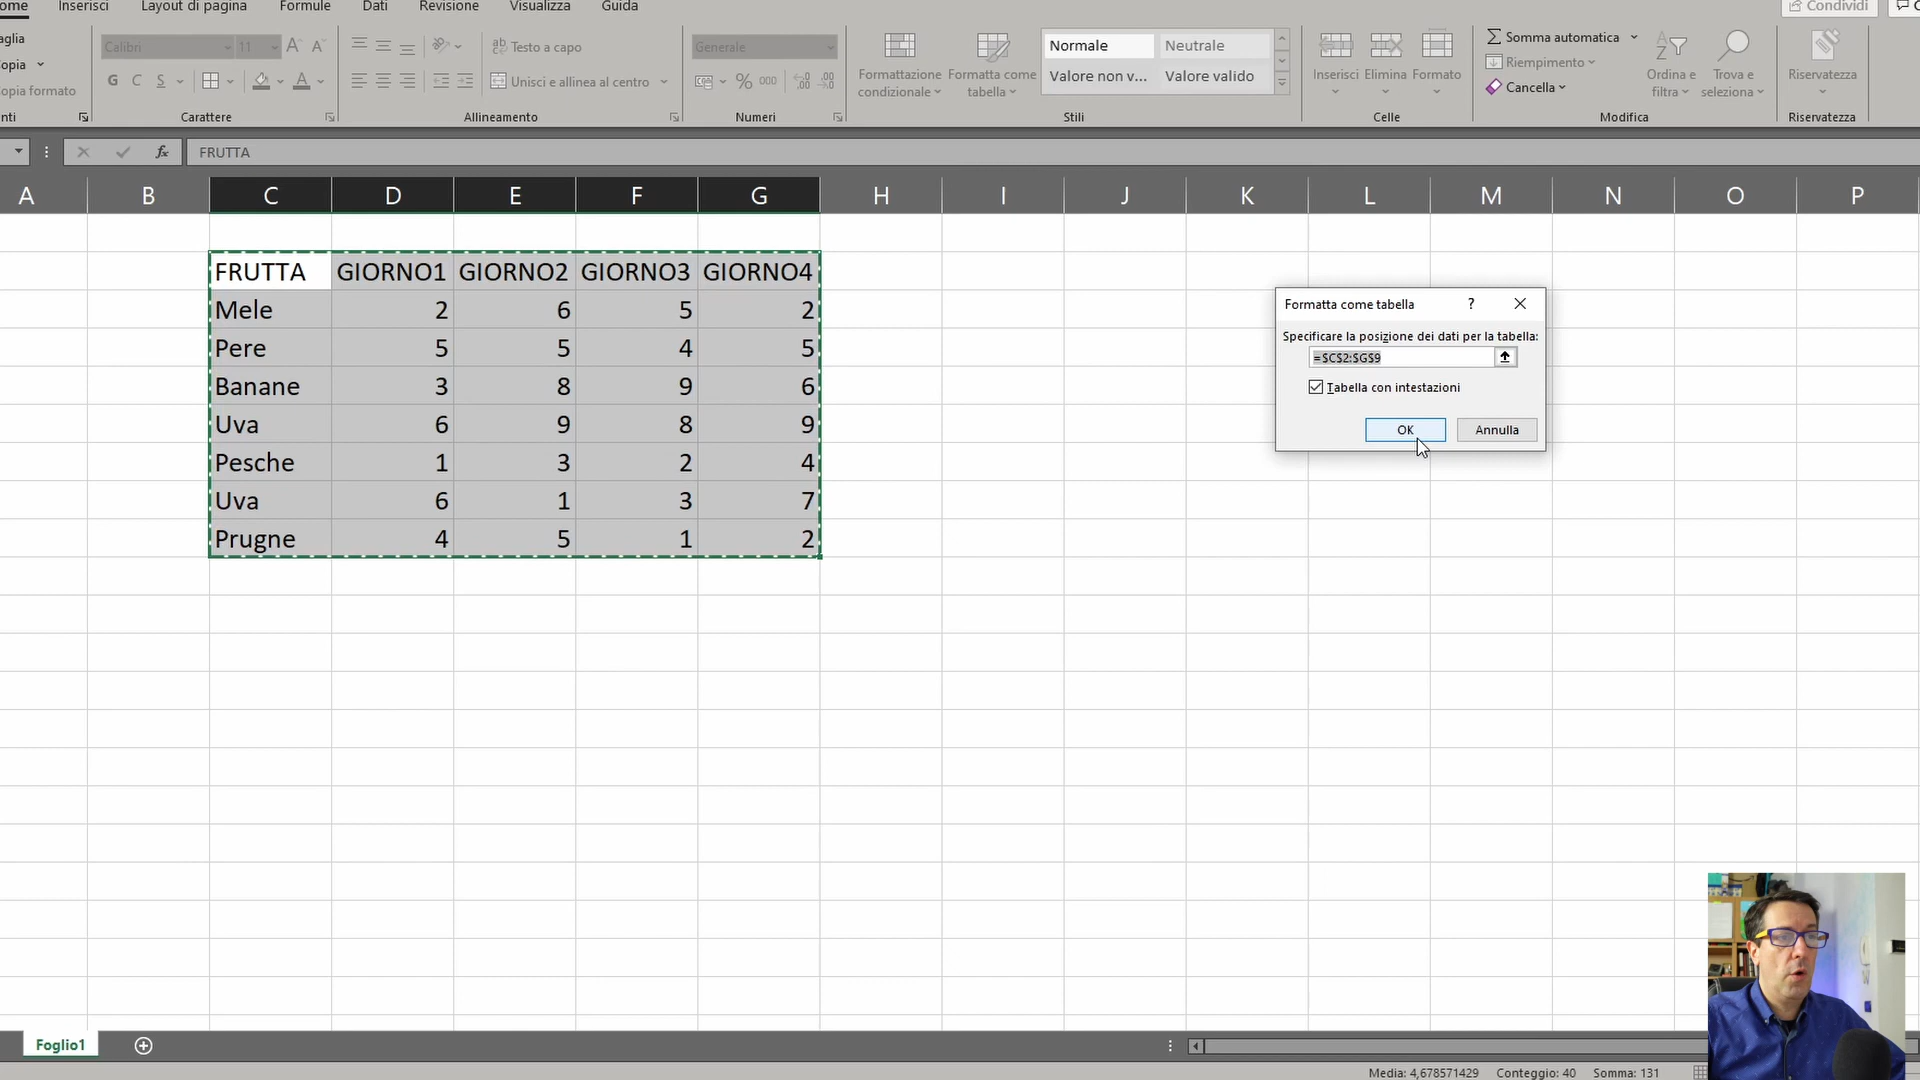 ome Inserisci Layout di pagina Formule Dati Revisione Visualizza Guida Condividi
aglia
opia
opia formato
nti
Calibri 11
G C S
Carattere
Testo a capo
Unisci e allinea al centro
Allineamento
Generale
% 000
Numeri
Formattazione condizionale
Formatta come tabella
Normale Neutrale
Valore non v... Valore valido
Stili
Inserisci Elimina Formato
Celle
Somma automatica
Riempimento
Cancella
Ordina e filtra
Trova e seleziona
Modifica
Riservatezza
Riservatezza
fx FRUTTA
A B C D E F G H I J K L M N O P
FRUTTA GIORNO1 GIORNO2 GIORNO3 GIORNO4
Mele 2 6 5 2
Pere 5 5 4 5
Banane 3 8 9 6
Uva 6 9 8 9
Pesche 1 3 2 4
Uva 6 1 3 7
Prugne 4 5 1 2
Formatta come tabella ?
Specificare la posizione dei dati per la tabella:
=$C$2:$G$9
Tabella con intestazioni
OK Annulla
Foglio1
Media: 4,678571429 Conteggio: 40 Somma: 131